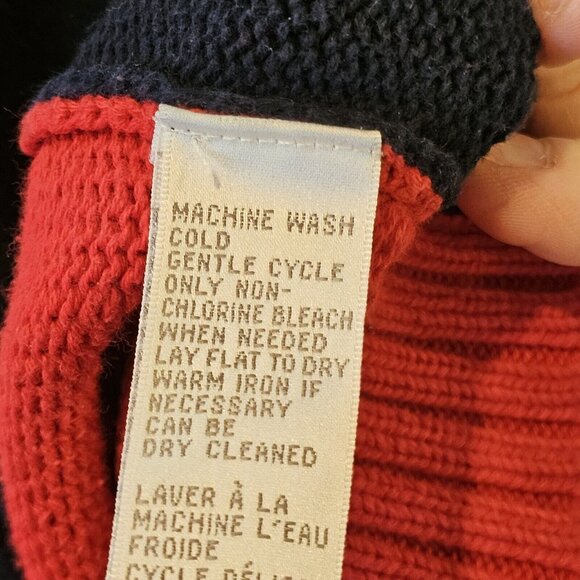 MACHINE WASH
COLD
GENTLE CYCLE
ONLY NON-
CHLORINE BLEACH
WHEN NEEDED
LAY FLAT TO DRY
WARM IRON IF
NECESSARY
CAN BE
DRY CLEANED
LAVER À LA
MACHINE L'EAU
FROIDE
CYCLE